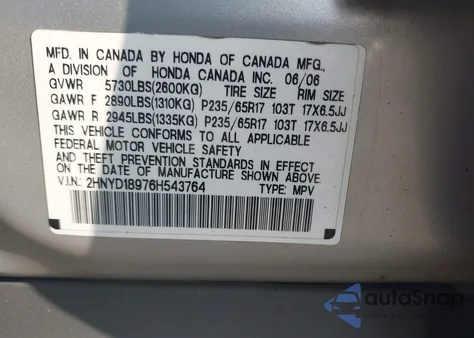 MFD. IN CANADA BY HONDA OF CANADA MFG.,
A DIVISION OF HONDA CANADA INC. 06/06
GVWR 5730LBS(2600KG) TIRE SIZE RIM SIZE
GAWR F 2890LBS(1310KG) P235/65R17 103T 17X6.5JJ
GAWR R 2945LBS(1335KG) P235/65R17 103T 17X6.5JJ
THIS VEHICLE CONFORMS TO ALL APPLICABLE
FEDERAL MOTOR VEHICLE SAFETY
AND THEFT PREVENTION STANDARDS IN EFFECT
ON THE DATE OF MANUFACTURE SHOWN ABOVE.
V.I.N.: 2HNYD18976H543764 TYPE: MPV
autoSnap